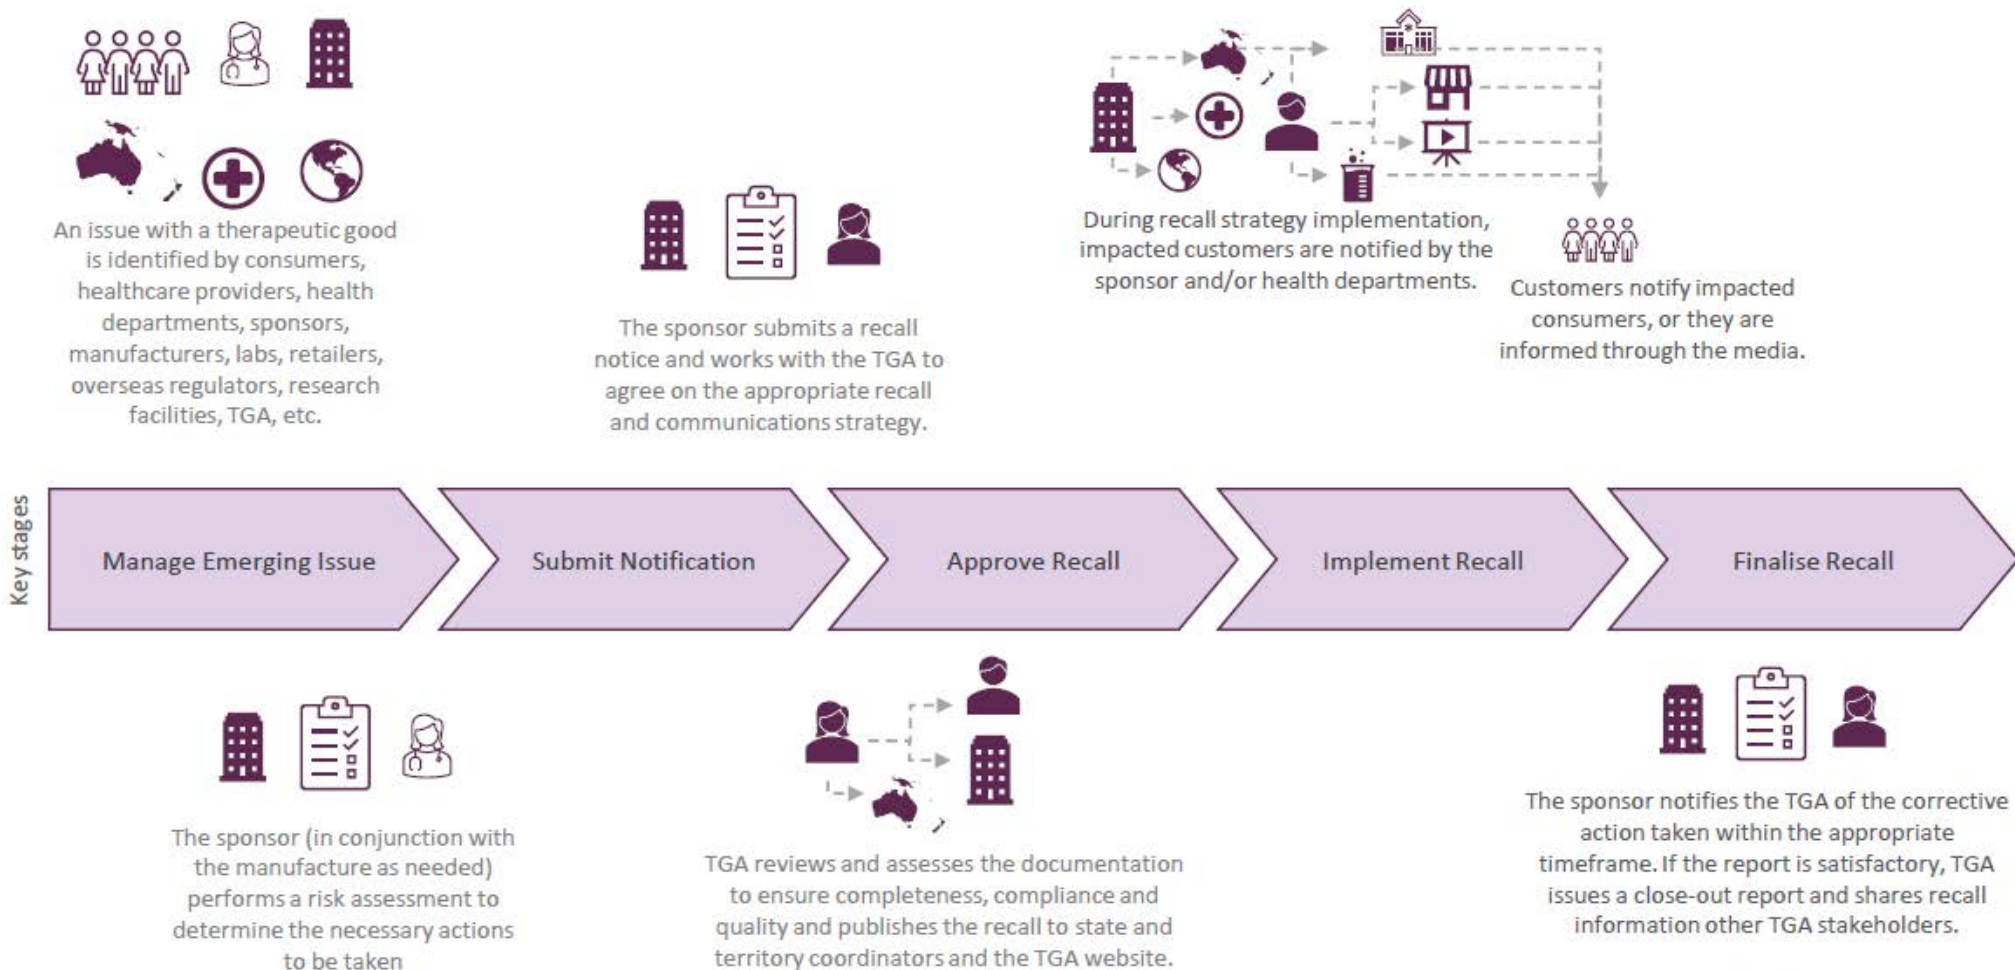 An issue with a therapeutic good
is identified by consumers,
healthcare providers, health
departments, sponsors,
manufacturers, labs, retailers,
overseas regulators, research
facilities, TGA, etc.
The sponsor submits a recall
notice and works with the TGA to
agree on the appropriate recall
and communications strategy.
During recall strategy implementation,
impacted customers are notified by the
sponsor and/or health departments.
Customers notify impacted
consumers, or they are
informed through the media.
Key stages
Manage Emerging Issue
Submit Notification
Approve Recall
Implement Recall
Finalise Recall
The sponsor (in conjunction with
the manufacture as needed)
performs a risk assessment to
determine the necessary actions
to be taken
TGA reviews and assesses the documentation
to ensure completeness, compliance and
quality and publishes the recall to state and
territory coordinators and the TGA website.
The sponsor notifies the TGA of the corrective
action taken within the appropriate
timeframe. If the report is satisfactory, TGA
issues a close-out report and shares recall
information other TGA stakeholders.